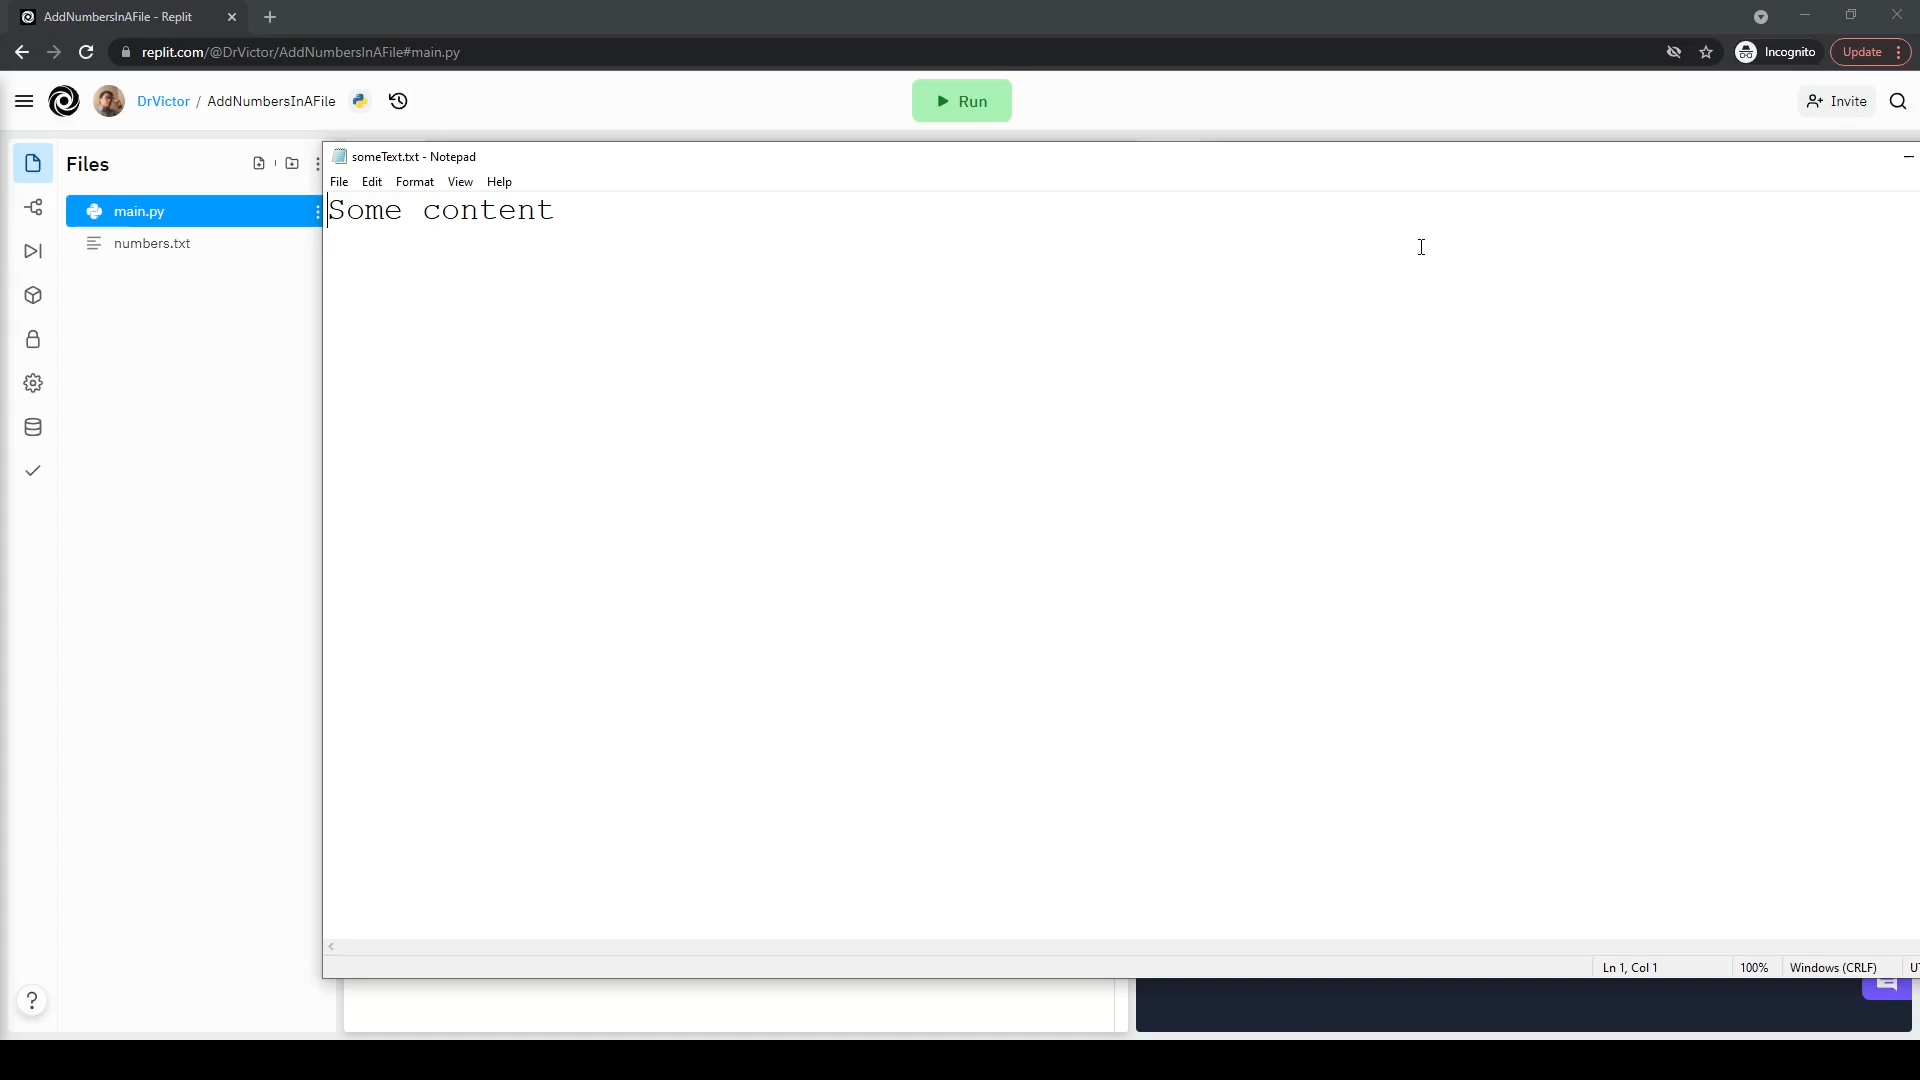 AddNumbersInAFile - Replit
replit.com/@DrVictor/AddNumbersInAFile#main.py
Incognito
Update
DrVictor / AddNumbersInAFile
Run
Invite
Files
main.py
numbers.txt
someText.txt - Notepad
File Edit Format View Help
Some content
Ln 1, Col 1
100%
Windows (CRLF)
?